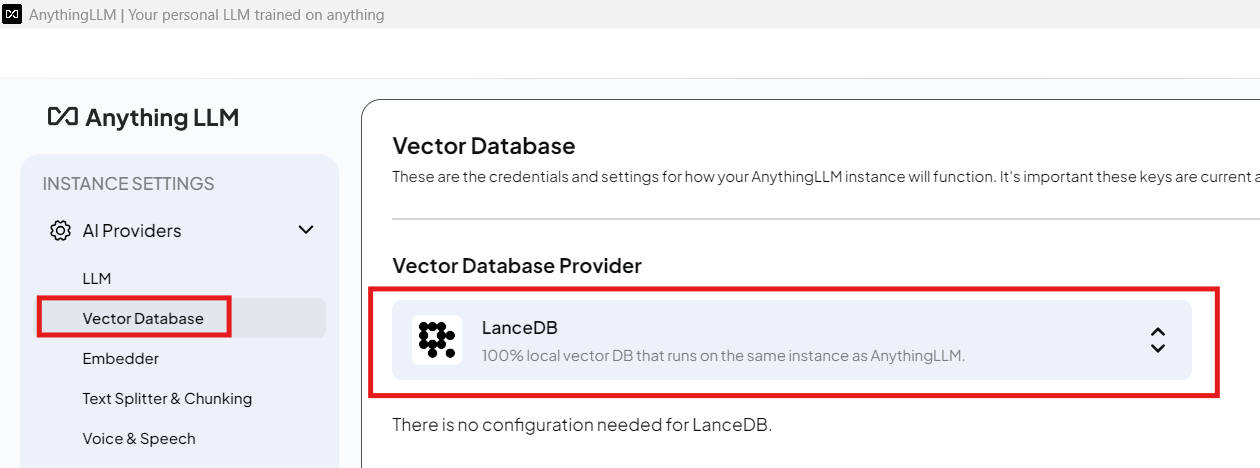 AnythingLLM | Your personal LLM trained on anything
Anything LLM
INSTANCE SETTINGS
AI Providers
LLM
Vector Database
Embedder
Text Splitter & Chunking
Voice & Speech
Vector Database
These are the credentials and settings for how your AnythingLLM instance will function. It's important these keys are current a
Vector Database Provider
LanceDB
100% local vector DB that runs on the same instance as AnythingLLM.
There is no configuration needed for LanceDB.